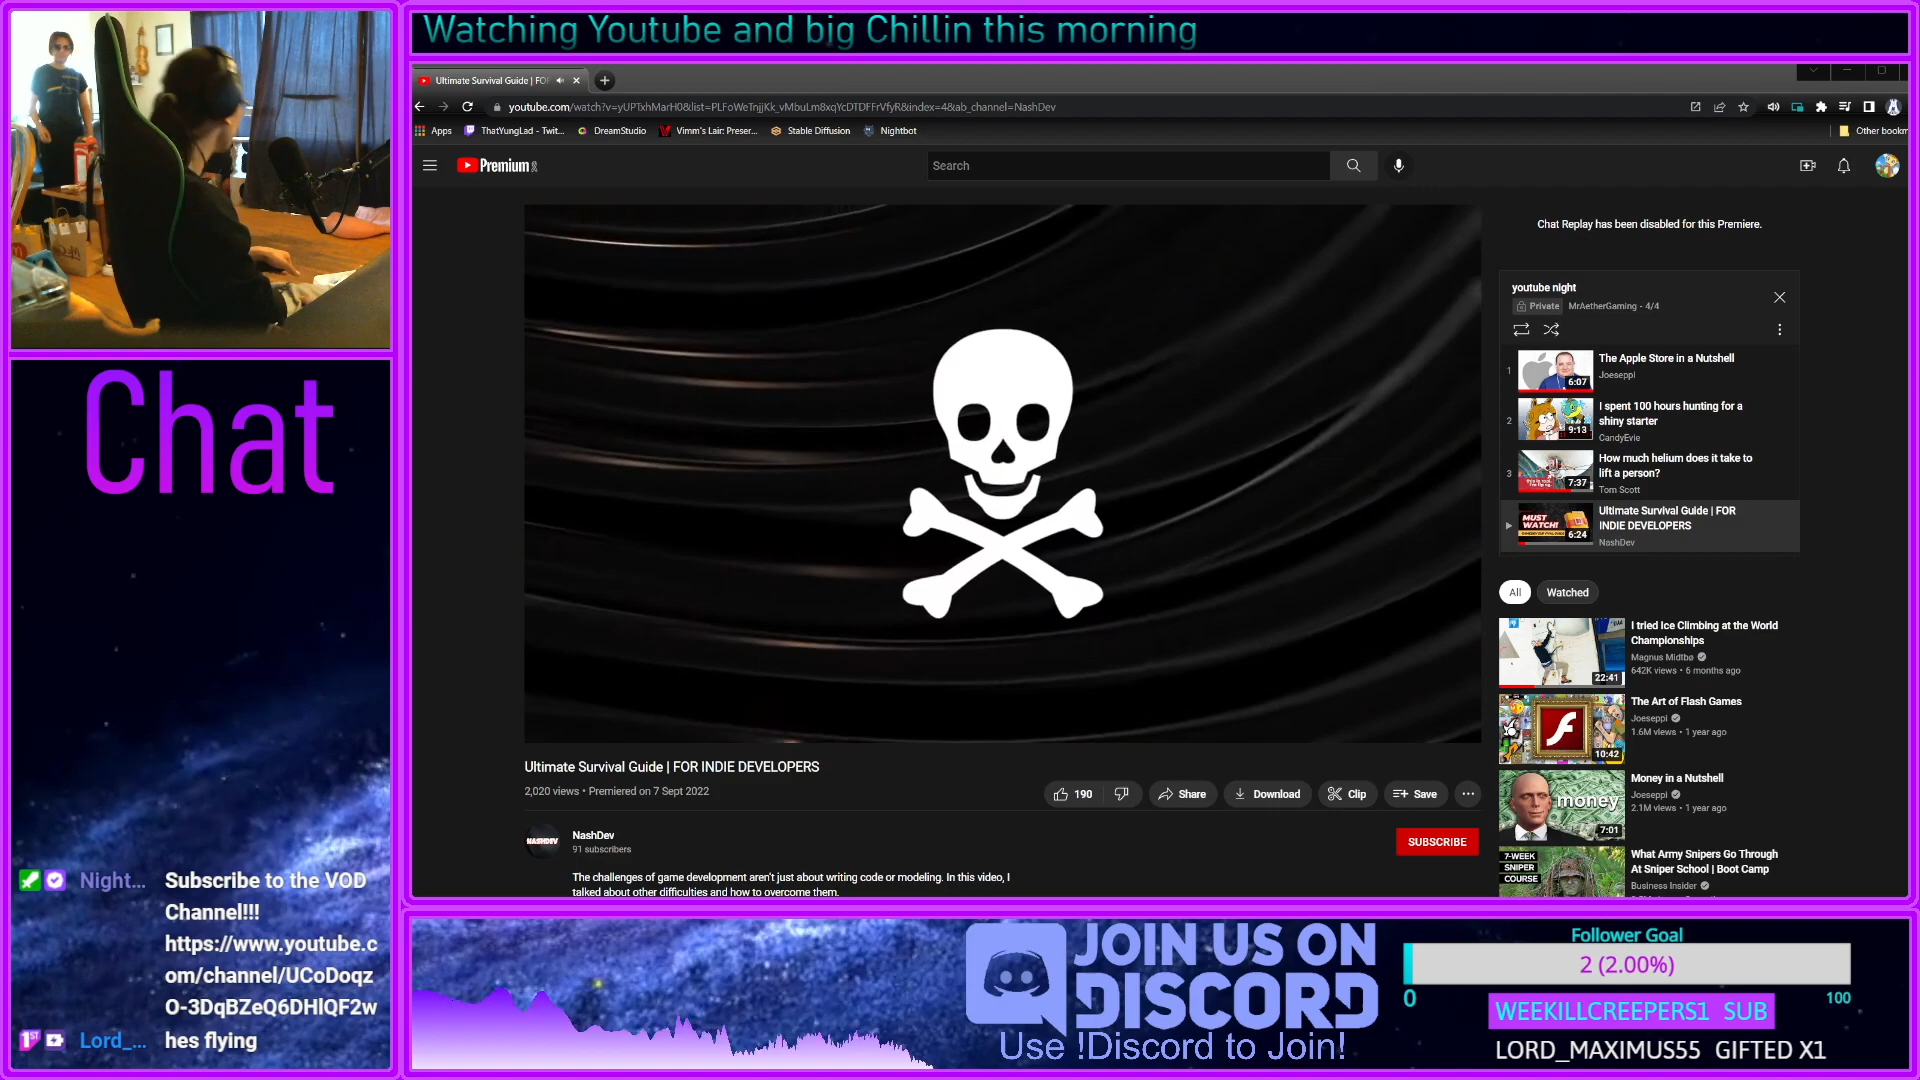 Watching Youtube and big Chillin this morning
Ultimate Survival Guide | FO
youtube.com/watch?v=yUPTxhMarH0&list=PLFoWeTnjjKk_vMbuLm8xqYcDTDFFrVfyR&index=4&ab_channel=NashDev
Apps
ThatYungLad - Twit...
DreamStudio
Vimm's Lair: Preser...
Stable Diffusion
Nightbot
Other bookm
Premium
Search
Chat Replay has been disabled for this Premiere.
youtube night
Private MrAetherGaming - 4/4
1
6:07
The Apple Store in a Nutshell
Joeseppi
2
9:13
I spent 100 hours hunting for a
shiny starter
CandyEvie
3
7:37
How much helium does it take to
lift a person?
Tom Scott
MUST
WATCH!
6:24
Ultimate Survival Guide | FOR
INDIE DEVELOPERS
NashDev
All
Watched
22:41
I tried Ice Climbing at the World
Championships
Magnus Midtbø
642K views • 6 months ago
10:42
The Art of Flash Games
Joeseppi
1.6M views • 1 year ago
money
7:01
Money in a Nutshell
Joeseppi
2.1M views • 1 year ago
7-WEEK
SNIPER
COURSE
What Army Snipers Go Through
At Sniper School | Boot Camp
Business Insider
Ultimate Survival Guide | FOR INDIE DEVELOPERS
2,020 views • Premiered on 7 Sept 2022
190
Share
Download
Clip
Save
NASHDEV
NashDev
91 subscribers
SUBSCRIBE
The challenges of game development aren't just about writing code or modeling. In this video, I
talked about other difficulties and how to overcome them.
Chat
Night... Subscribe to the VOD
Channel!!!
https://www.youtube.c
om/channel/UCoDoqz
O-3DqBZeQ6DHlQF2w
1ST Lord_... hes flying
JOIN US ON
DISCORD
Use !Discord to Join!
Follower Goal
2 (2.00%)
0
100
WEEKILLCREEPERS1 SUB
LORD_MAXIMUS55 GIFTED X1